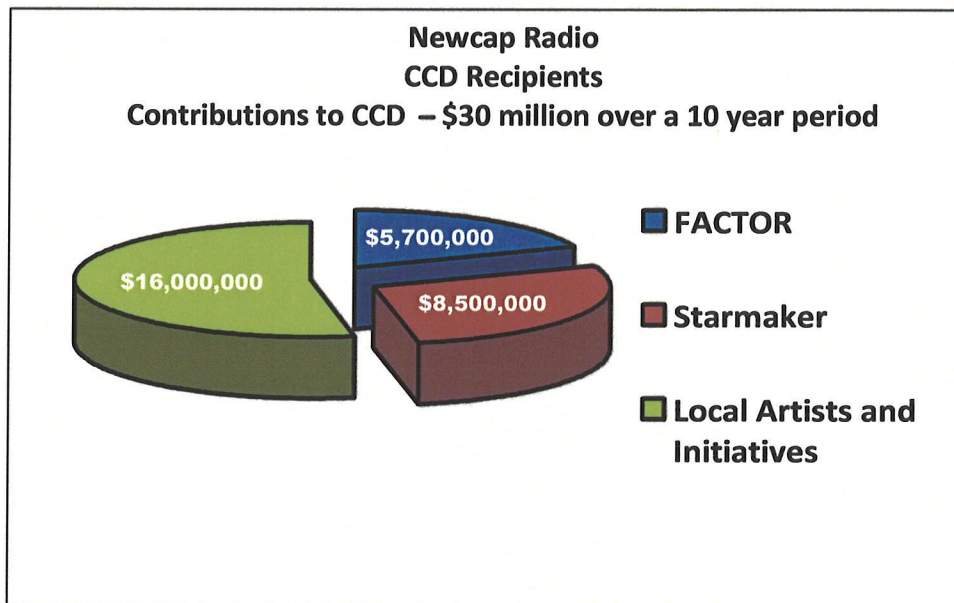 Newcap Radio
CCD Recipients
Contributions to CCD – $30 million over a 10 year period
$5,700,000
$16,000,000
$8,500,000
FACTOR
Starmaker
Local Artists and
Initiatives